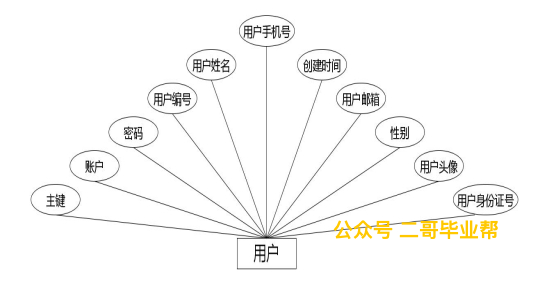 用户手机号
用户姓名
创建时间
用户编号
用户邮箱
密码
性别
账户
用户头像
主键
用户身份证号
公众号 二哥毕业帮
用户